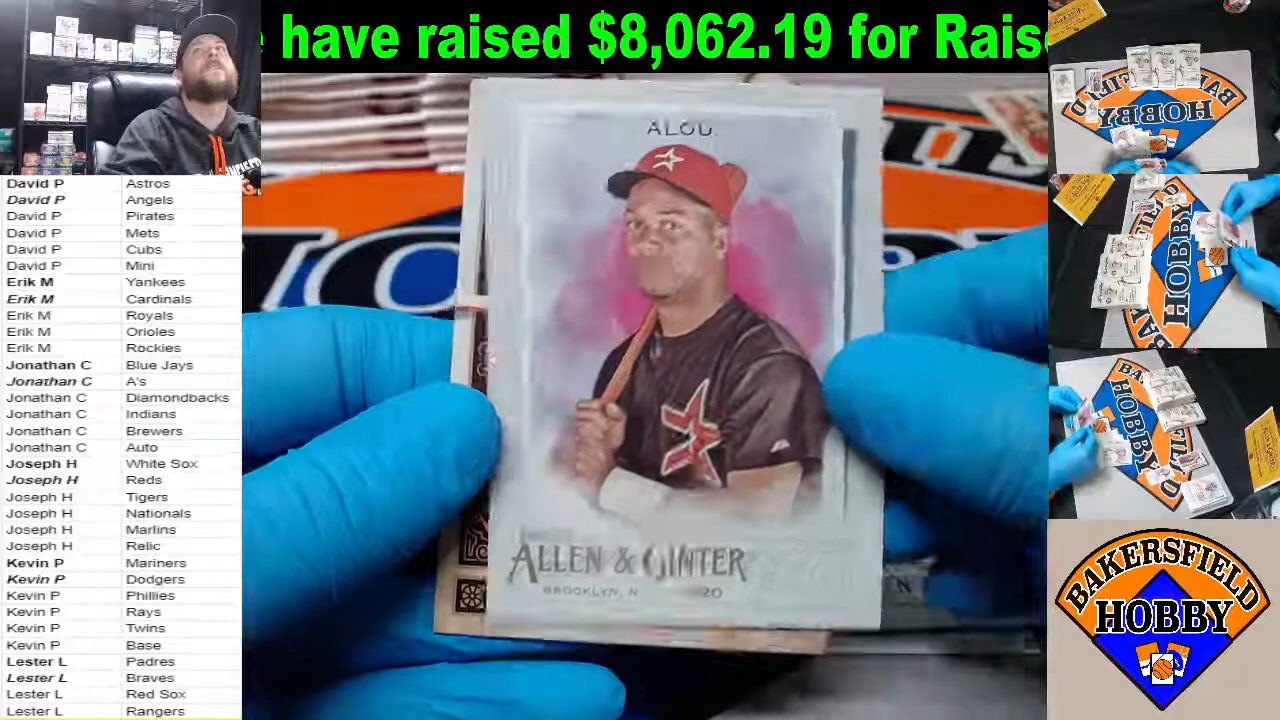 have raised $8,062.19 for Rais
ALOU
ALLEN & GINTER
BROOKLYN, N 20
David P Astros
David P Angels
David P Pirates
David P Mets
David P Cubs
David P Mini
Erik M Yankees
Erik M Cardinals
Erik M Royals
Erik M Orioles
Erik M Rockies
Jonathan C Blue Jays
Jonathan C A's
Jonathan C Diamondbacks
Jonathan C Indians
Jonathan C Brewers
Jonathan C Auto
Joseph H White Sox
Joseph H Reds
Joseph H Tigers
Joseph H Nationals
Joseph H Marlins
Joseph H Relic
Kevin P Mariners
Kevin P Dodgers
Kevin P Phillies
Kevin P Rays
Kevin P Twins
Kevin P Base
Lester L Padres
Lester L Braves
Lester L Red Sox
Lester L Rangers
HOBBY
HOBBY
HOBBY
BAKERSFIELD
HOBBY